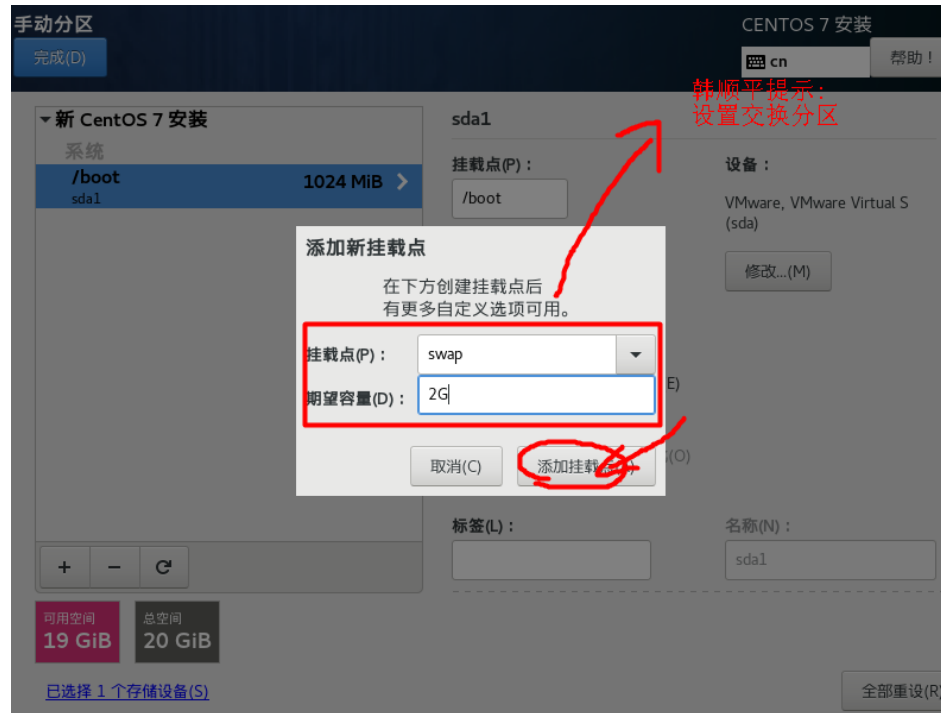 手动分区
CENTOS 7 安装
完成(D)
cn
帮助！
韩顺平提示:
设置交换分区
新 CentOS 7 安装
系统
/boot
1024 MiB
sda1
sda1
挂载点(P)：
/boot
设备：
VMware, VMware Virtual S
(sda)
修改...(M)
添加新挂载点
在下方创建挂载点后
有更多自定义选项可用。
挂载点(P)：
swap
期望容量(D)：
2G
E)
取消(C)
添加挂载
(O)
标签(L)：
名称(N)：
sda1
可用空间
19 GiB
总空间
20 GiB
已选择 1 个存储设备(S)
全部重设(R